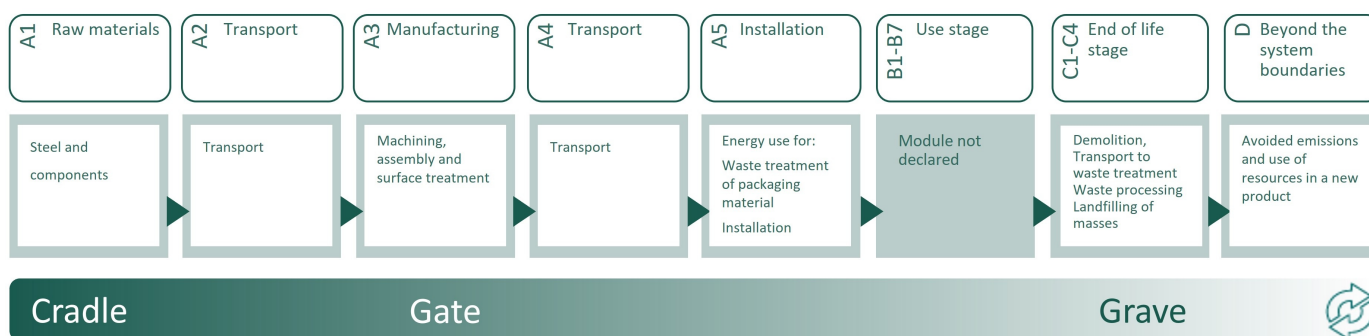 A1
Raw materials
A2
Transport
A3
Manufacturing
A4
Transport
A5
Installation
B1-B7
Use stage
C1-C4
End of life
stage
D
Beyond the
system
boundaries
Steel and
components
Transport
Machining,
assembly and
surface treatment
Transport
Energy use for:
Waste treatment
of packaging
material
Installation
Module not
declared
Demolition,
Transport to
waste treatment
Waste processing
Landfilling of
masses
Avoided emissions
and use of
resources in a new
product
Cradle
Gate
Grave